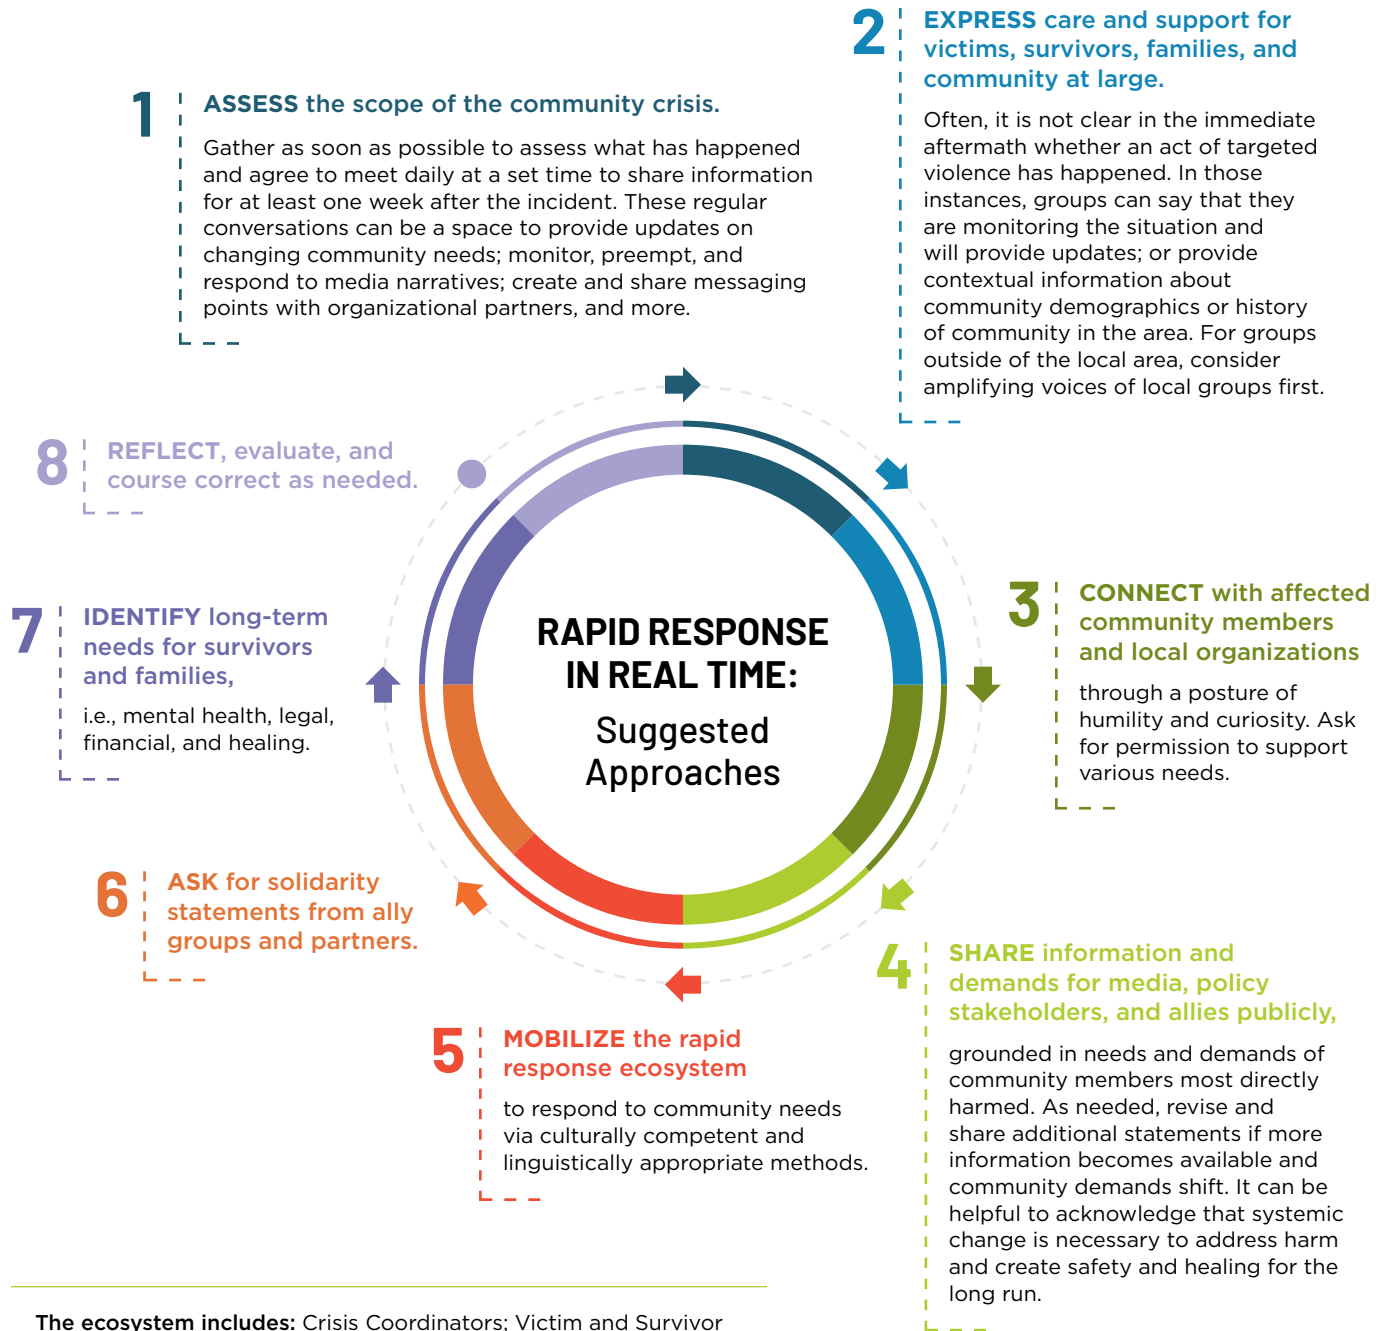 1
ASSESS the scope of the community crisis.
Gather as soon as possible to assess what has happened
and agree to meet daily at a set time to share information
for at least one week after the incident. These regular
conversations can be a space to provide updates on
changing community needs; monitor, preempt, and
respond to media narratives; create and share messaging
points with organizational partners, and more.
2
EXPRESS care and support for
victims, survivors, families, and
community at large.
Often, it is not clear in the immediate
aftermath whether an act of targeted
violence has happened. In those
instances, groups can say that they
are monitoring the situation and
will provide updates; or provide
contextual information about
community demographics or history
of community in the area. For groups
outside of the local area, consider
amplifying voices of local groups first.
RAPID RESPONSE
IN REAL TIME:
Suggested
Approaches
3
CONNECT with affected
community members
and local organizations
through a posture of
humility and curiosity. Ask
for permission to support
various needs.
4
SHARE information and
demands for media, policy
stakeholders, and allies publicly,
grounded in needs and demands of
community members most directly
harmed. As needed, revise and
share additional statements if more
information becomes available and
community demands shift. It can be
helpful to acknowledge that systemic
change is necessary to address harm
and create safety and healing for the
long run.
5
MOBILIZE the rapid
response ecosystem
to respond to community needs
via culturally competent and
linguistically appropriate methods.
6
ASK for solidarity
statements from ally
groups and partners.
7
IDENTIFY long-term
needs for survivors
and families,
i.e., mental health, legal,
financial, and healing.
8
REFLECT, evaluate, and
course correct as needed.
The ecosystem includes: Crisis Coordinators; Victim and Survivor